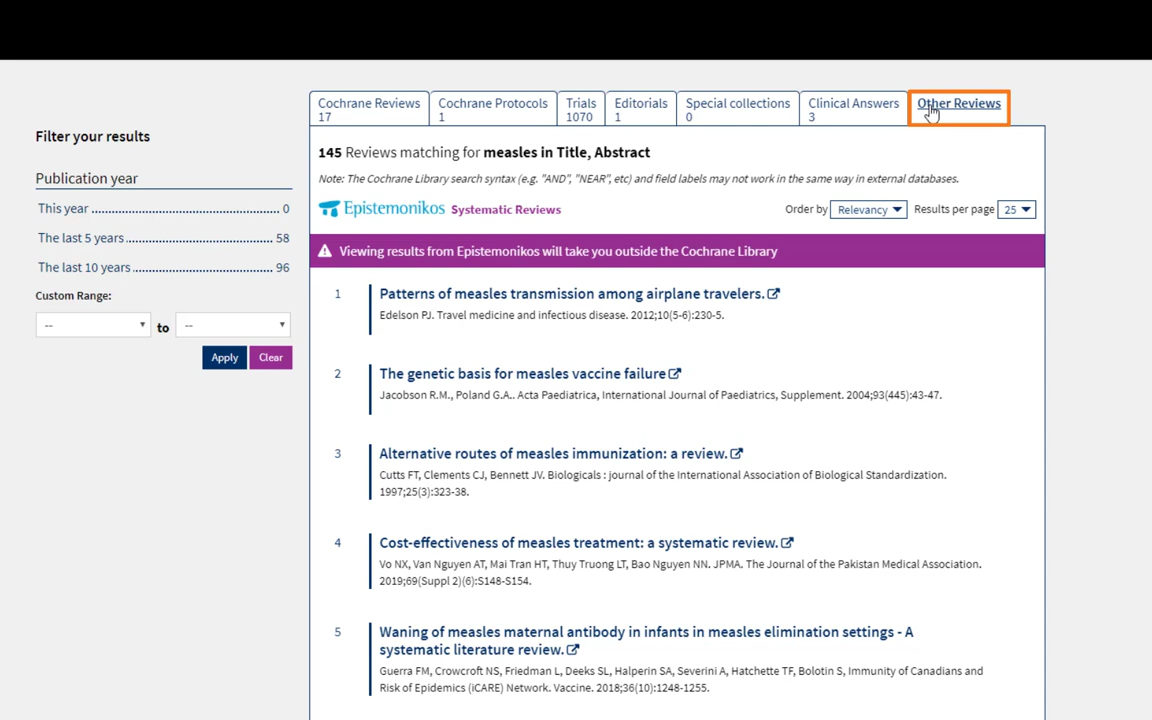 Cochrane Reviews
17
Cochrane Protocols
1
Trials
1070
Editorials
1
Special collections
0
Clinical Answers
3
Other Reviews
Filter your results
Publication year
This year 0
The last 5 years 58
The last 10 years 96
Custom Range:
-- to --
Apply Clear
145 Reviews matching for measles in Title, Abstract
Note: The Cochrane Library search syntax (e.g. "AND", "NEAR", etc) and field labels may not work in the same way in external databases.
Epistemonikos Systematic Reviews
Order by Relevancy Results per page 25
Viewing results from Epistemonikos will take you outside the Cochrane Library
1 Patterns of measles transmission among airplane travelers.
Edelson PJ. Travel medicine and infectious disease. 2012;10(5-6):230-5.
2 The genetic basis for measles vaccine failure
Jacobson R.M., Poland G.A.. Acta Paediatrica, International Journal of Paediatrics, Supplement. 2004;93(445):43-47.
3 Alternative routes of measles immunization: a review.
Cutts FT, Clements CJ, Bennett JV. Biologicals : journal of the International Association of Biological Standardization.
1997;25(3):323-38.
4 Cost-effectiveness of measles treatment: a systematic review.
Vo NX, Van Nguyen AT, Mai Tran HT, Thuy Truong LT, Bao Nguyen NN. JPMA. The Journal of the Pakistan Medical Association.
2019;69(Suppl 2)(6):S148-S154.
5 Waning of measles maternal antibody in infants in measles elimination settings - A
systematic literature review.
Guerra FM, Crowcroft NS, Friedman L, Deeks SL, Halperin SA, Severini A, Hatchette TF, Bolotin S, Immunity of Canadians and
Risk of Epidemics (iCARE) Network. Vaccine. 2018;36(10):1248-1255.